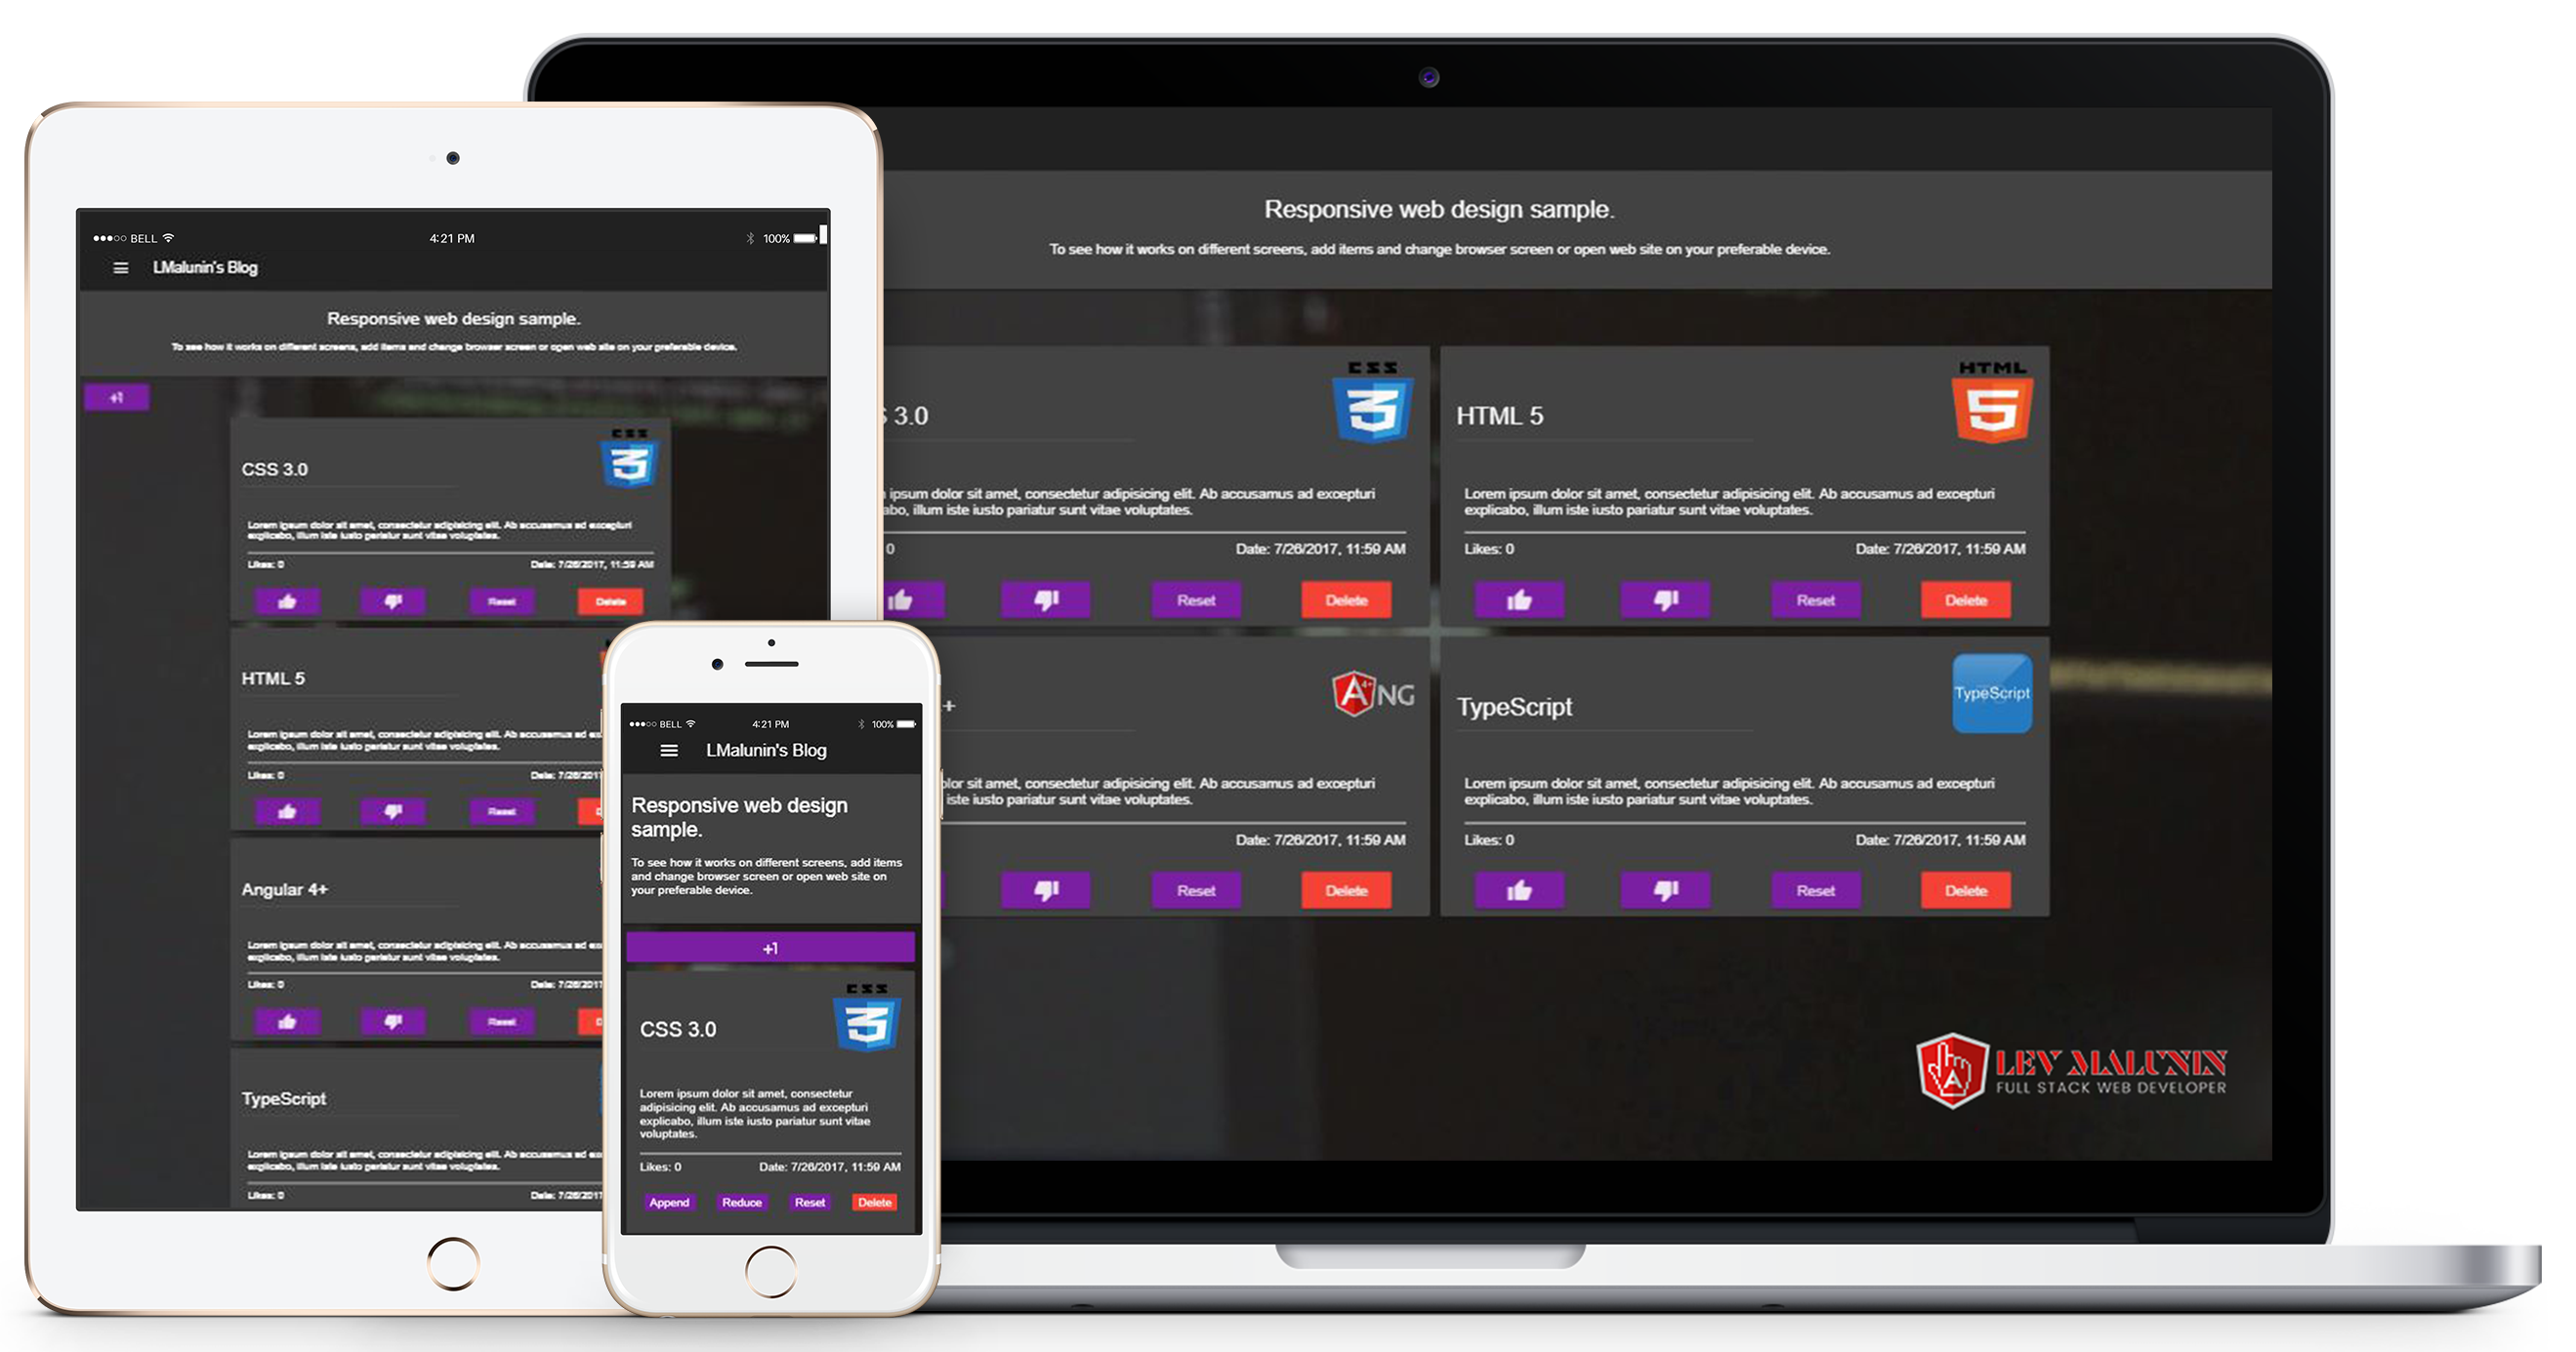 ●●●○○ BELL 4:21 PM 100%
LMalunin's Blog
Responsive web design sample.
To see how it works on different screens, add items and change browser screen or open web site on your preferable device.
+1
CSS
CSS 3.0
Lorem ipsum dolor sit amet, consectetur adipisicing elit. Ab accusamus ad excepturi
explicabo, illum iste iusto pariatur sunt vitae voluptates.
Likes: 0 Date: 7/26/2017, 11:59 AM
Reset Delete
HTML 5
Lorem ipsum dolor sit amet, consectetur adipisicing elit. Ab accusamus ad
explicabo, illum iste iusto pariatur sunt vitae voluptates.
Likes: 0 Date: 7/26/2017
Reset
Angular 4+
Lorem ipsum dolor sit amet, consectetur adipisicing elit. Ab accusamus ad
explicabo, illum iste iusto pariatur sunt vitae voluptates.
Likes: 0 Date: 7/26/2017
Reset
TypeScript
Lorem ipsum dolor sit amet, consectetur adipisicing elit. Ab accusamus ad
explicabo, illum iste iusto pariatur sunt vitae voluptates.
Likes: 0 Date: 7/26/2017
●●●○○ BELL 4:21 PM 100%
LMalunin's Blog
Responsive web design
sample.
To see how it works on different screens, add items
and change browser screen or open web site on
your preferable device.
+1
CSS
CSS 3.0
Lorem ipsum dolor sit amet, consectetur
adipisicing elit. Ab accusamus ad excepturi
explicabo, illum iste iusto pariatur sunt vitae
voluptates.
Likes: 0 Date: 7/26/2017, 11:59 AM
Append Reduce Reset Delete
Responsive web design sample.
To see how it works on different screens, add items and change browser screen or open web site on your preferable device.
CSS
3.0
ipsum dolor sit amet, consectetur adipisicing elit. Ab accusamus ad excepturi
illum iste iusto pariatur sunt vitae voluptates.
0 Date: 7/26/2017, 11:59 AM
Reset Delete
HTML
5
HTML 5
Lorem ipsum dolor sit amet, consectetur adipisicing elit. Ab accusamus ad excepturi
explicabo, illum iste iusto pariatur sunt vitae voluptates.
Likes: 0 Date: 7/26/2017, 11:59 AM
Reset Delete
A 4+ NG
+
sit amet, consectetur adipisicing elit. Ab accusamus ad excepturi
iste iusto pariatur sunt vitae voluptates.
Date: 7/26/2017, 11:59 AM
Reset Delete
TypeScript
TypeScript
Lorem ipsum dolor sit amet, consectetur adipisicing elit. Ab accusamus ad excepturi
explicabo, illum iste iusto pariatur sunt vitae voluptates.
Likes: 0 Date: 7/26/2017, 11:59 AM
Reset Delete
A
LEV MALUNIN
FULL STACK WEB DEVELOPER